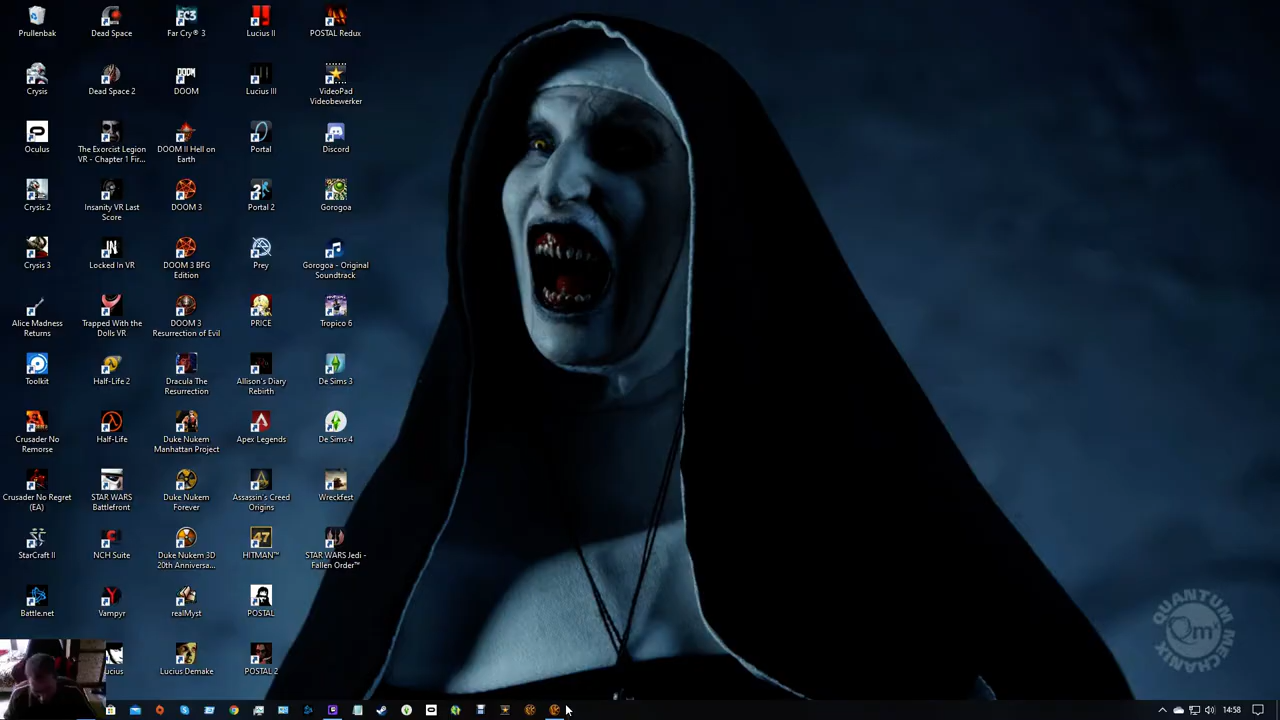 Prullenbak
Dead Space
Far Cry® 3
Lucius II
POSTAL Redux
Crysis
Dead Space 2
DOOM
Lucius III
VideoPad
Videobewerker
Oculus
The Exorcist Legion
VR - Chapter 1 Fir...
DOOM II Hell on
Earth
Portal
Discord
Crysis 2
Insanity VR Last
Score
DOOM 3
Portal 2
Gorogoa
Crysis 3
Locked In VR
DOOM 3 BFG
Edition
Prey
Gorogoa - Original
Soundtrack
Alice Madness
Returns
Trapped With the
Dolls VR
DOOM 3
Resurrection of Evil
PRICE
Tropico 6
Toolkit
Half-Life 2
Dracula The
Resurrection
Allison's Diary
Rebirth
De Sims 3
Crusader No
Remorse
Half-Life
Duke Nukem
Manhattan Project
Apex Legends
De Sims 4
Crusader No Regret
(EA)
STAR WARS
Battlefront
Duke Nukem
Forever
Assassin's Creed
Origins
Wreckfest
StarCraft II
NCH Suite
Duke Nukem 3D
20th Anniversa...
HITMAN™
STAR WARS Jedi -
Fallen Order™
Battle.net
Vampyr
realMyst
POSTAL
ucius
Lucius Demake
POSTAL 2
QUANTUM
Qm
MECHANIX
14:58